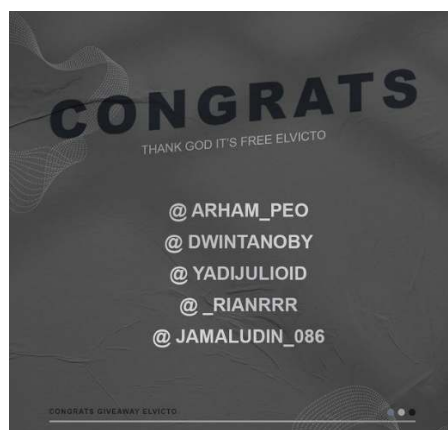 CONGRATS
THANK GOD IT'S FREE ELVICTO
@ ARHAM_PEO
@ DWINTANOBY
@ YADIJULIOID
@ _RIANRRR
@ JAMALUDIN_086
CONGRATS GIVEAWAY ELVICTO